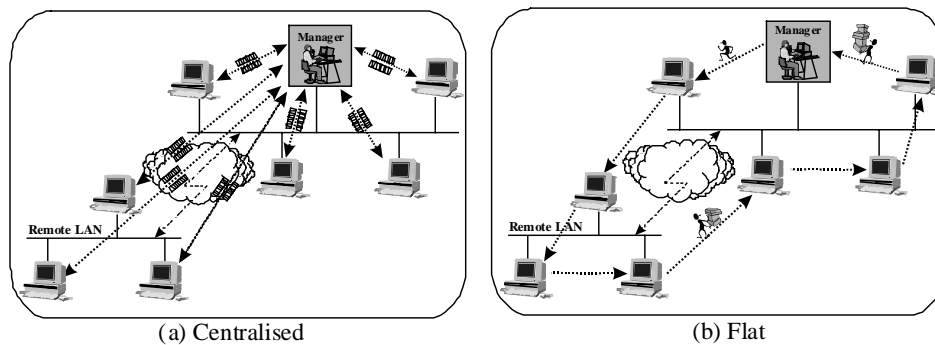 Manager
Remote LAN
(a) Centralised
Manager
Remote LAN
(b) Flat